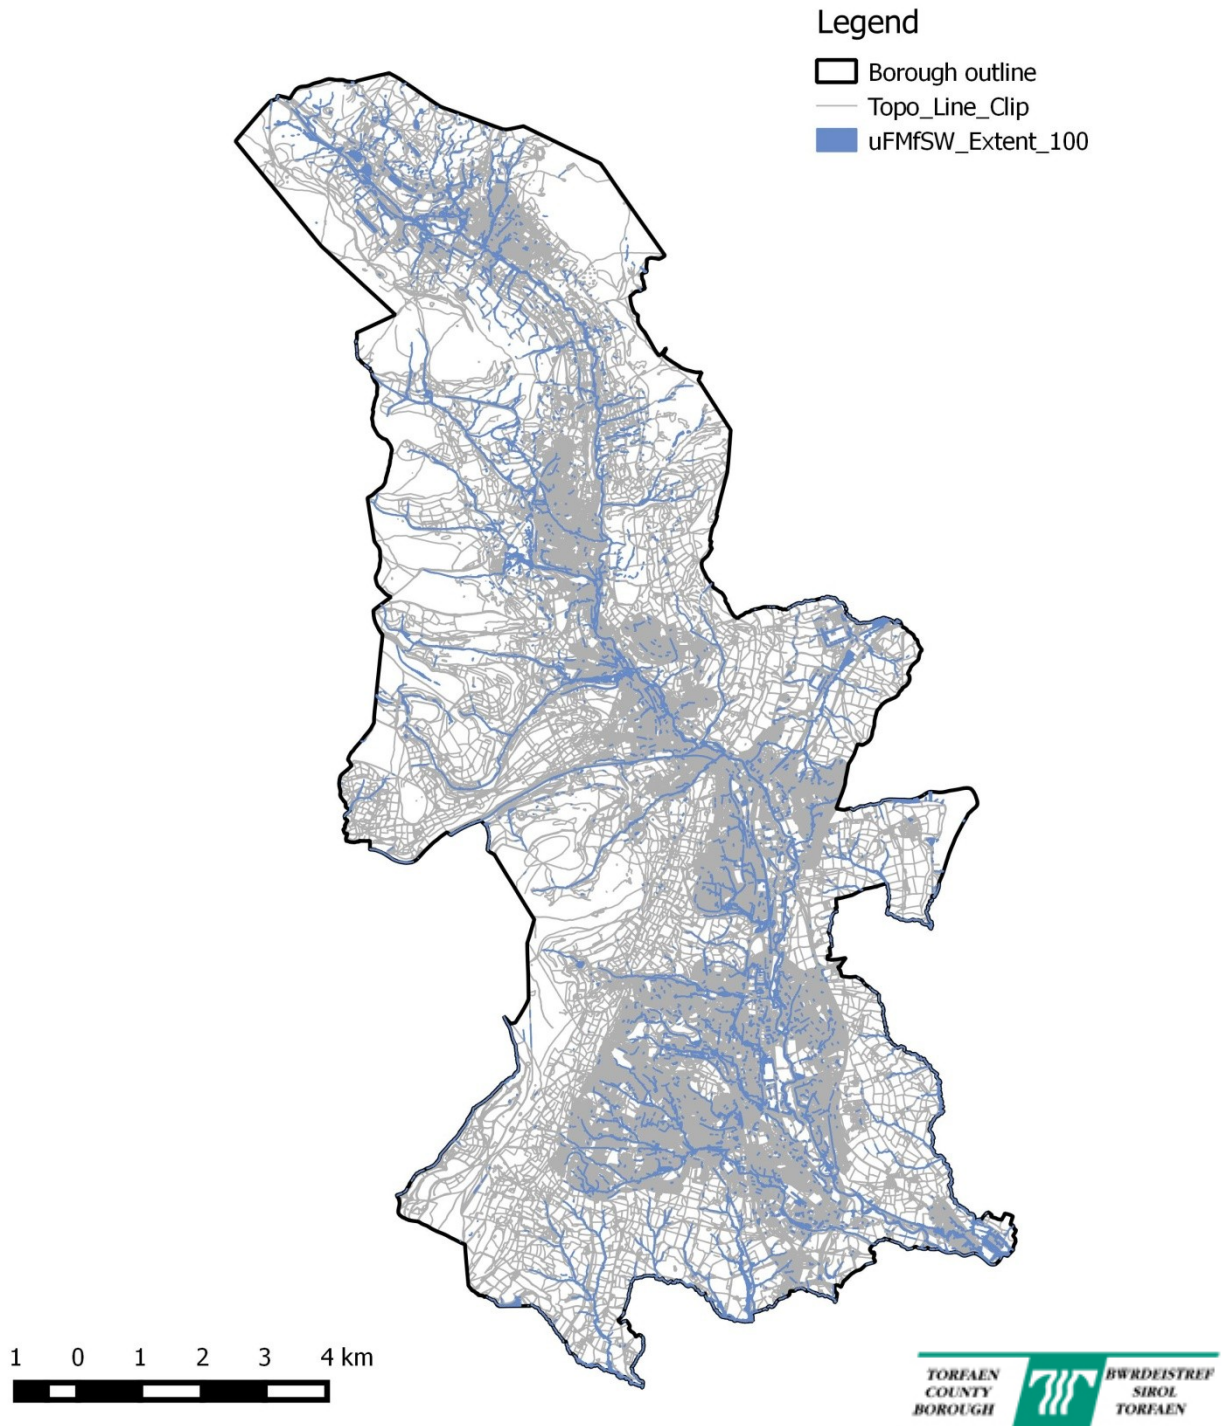 Legend
Borough outline
Topo_Line_Clip
uFMfSW_Extent_100
1 0 1 2 3 4 km
TORFAEN
COUNTY
BOROUGH
BWRDEISTREF
SIROL
TORFAEN